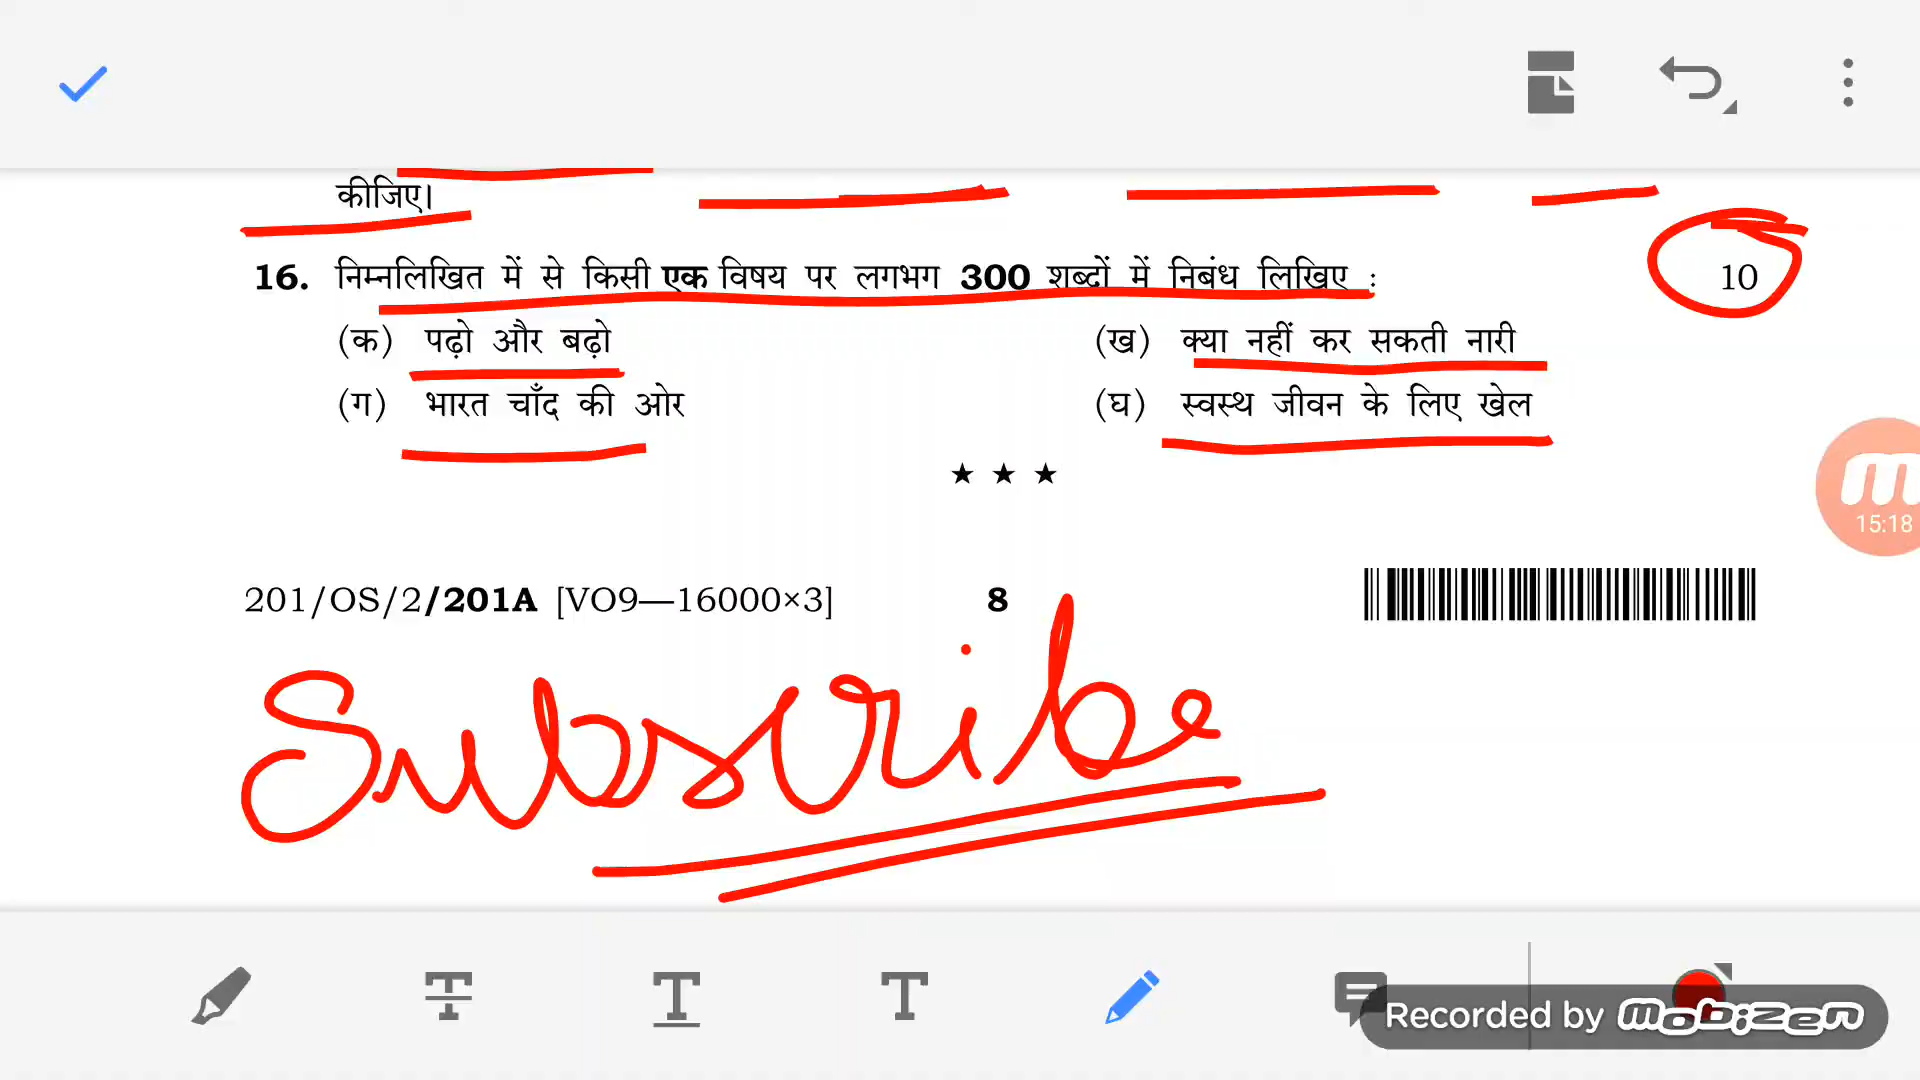 कीजिए।
16. निम्नलिखित में से किसी एक विषय पर लगभग 300 शब्दों में निबंध लिखिए : 10
(क) पढ़ो और बढ़ो (ख) क्या नहीं कर सकती नारी
(ग) भारत चाँद की ओर (घ) स्वस्थ जीवन के लिए खेल
★ ★ ★
15:18
201/OS/2/201A [VO9—16000×3] 8
Subscribe
T T T
Recorded by mobizen